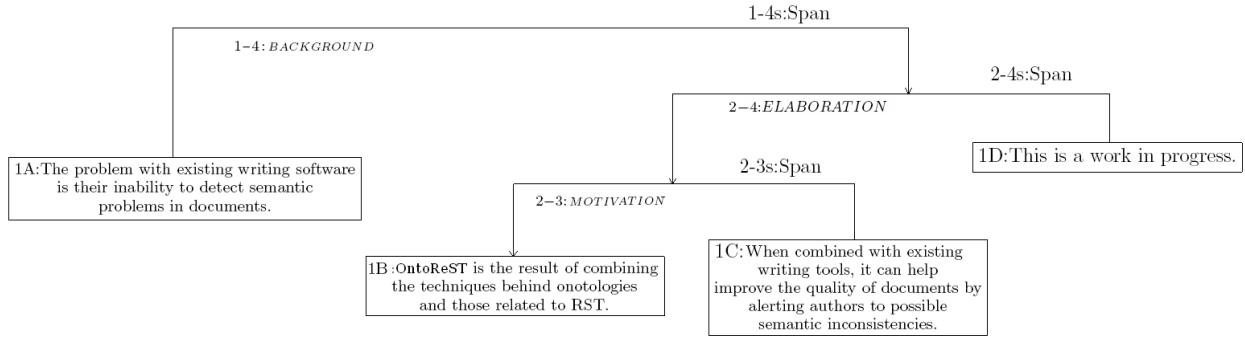 1-4s:Span
1-4: BACKGROUND
2-4s:Span
2-4:ELABORATION
1A:The problem with existing writing software
is their inability to detect semantic
problems in documents.
1D:This is a work in progress.
2-3s:Span
2-3: MOTIVATION
1B:OntoReST is the result of combining
the techniques behind onotologies
and those related to RST.
1C:When combined with existing
writing tools, it can help
improve the quality of documents by
alerting authors to possible
semantic inconsistencies.